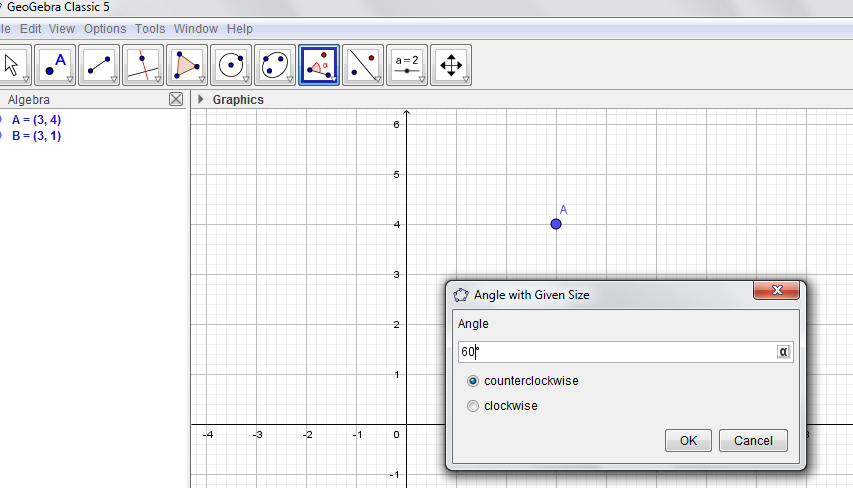 GeoGebra Classic 5
le Edit View Options Tools Window Help
A
α
a = 2
Algebra
Graphics
A = (3, 4)
B = (3, 1)
6
5
4
3
2
1
-4 -3 -2 -1 0
-1
A
Angle with Given Size
Angle
60° α
counterclockwise
clockwise
OK Cancel